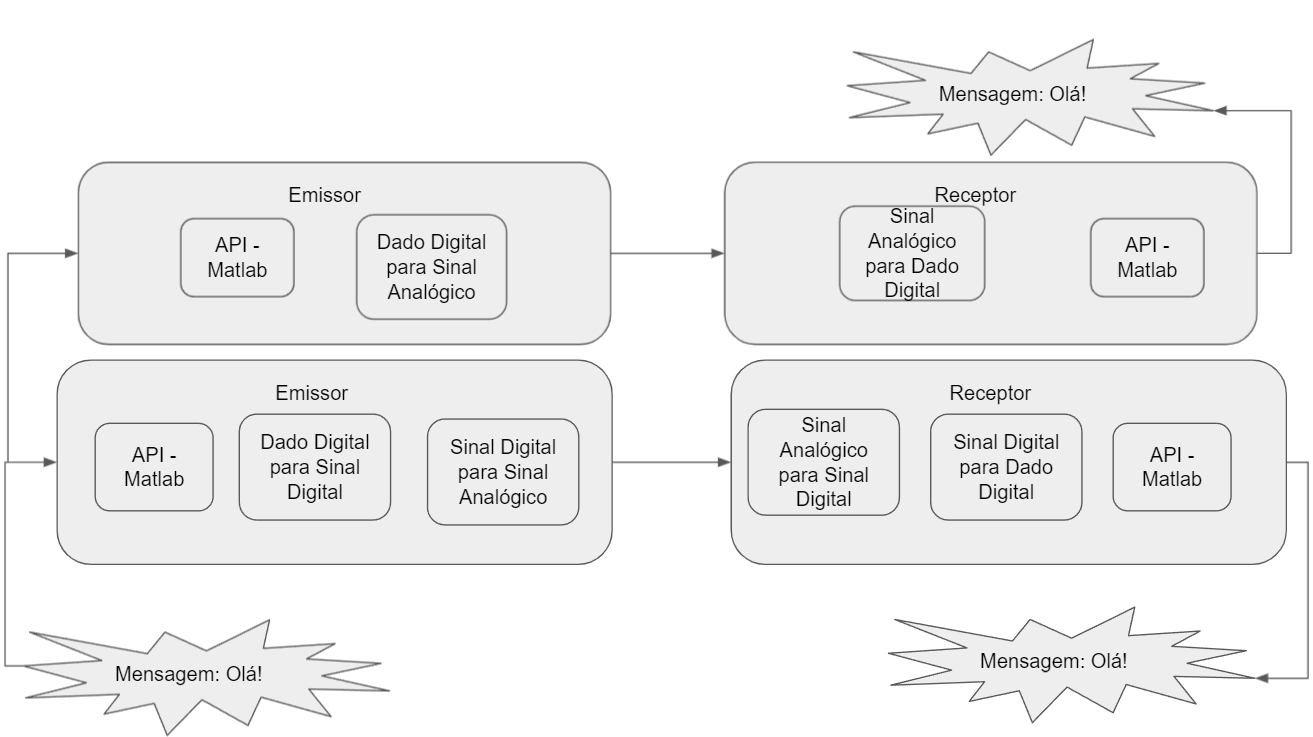 Mensagem: Olá!
Emissor
API -
Matlab
Dado Digital
para Sinal
Analógico
Receptor
Sinal
Analógico
para Dado
Digital
API -
Matlab
Emissor
API -
Matlab
Dado Digital
para Sinal
Digital
Sinal Digital
para Sinal
Analógico
Receptor
Sinal
Analógico
para Sinal
Digital
Sinal Digital
para Dado
Digital
API -
Matlab
Mensagem: Olá!
Mensagem: Olá!